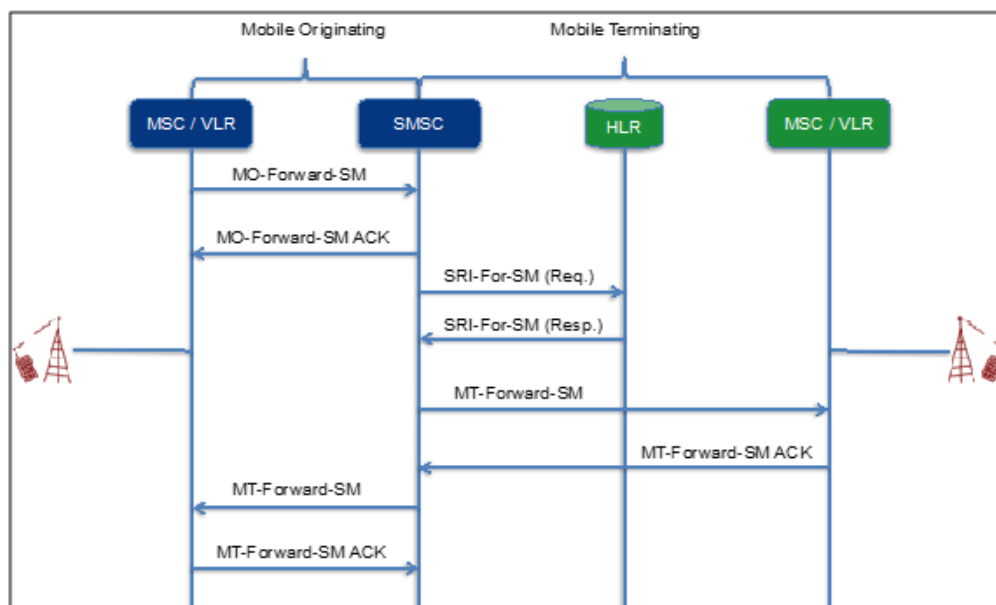 Mobile Originating
Mobile Terminating
MSC / VLR
SMSC
HLR
MSC / VLR
MO-Forward-SM
MO-Forward-SM ACK
SRI-For-SM (Req.)
SRI-For-SM (Resp.)
MT-Forward-SM
MT-Forward-SM ACK
MT-Forward-SM
MT-Forward-SM ACK